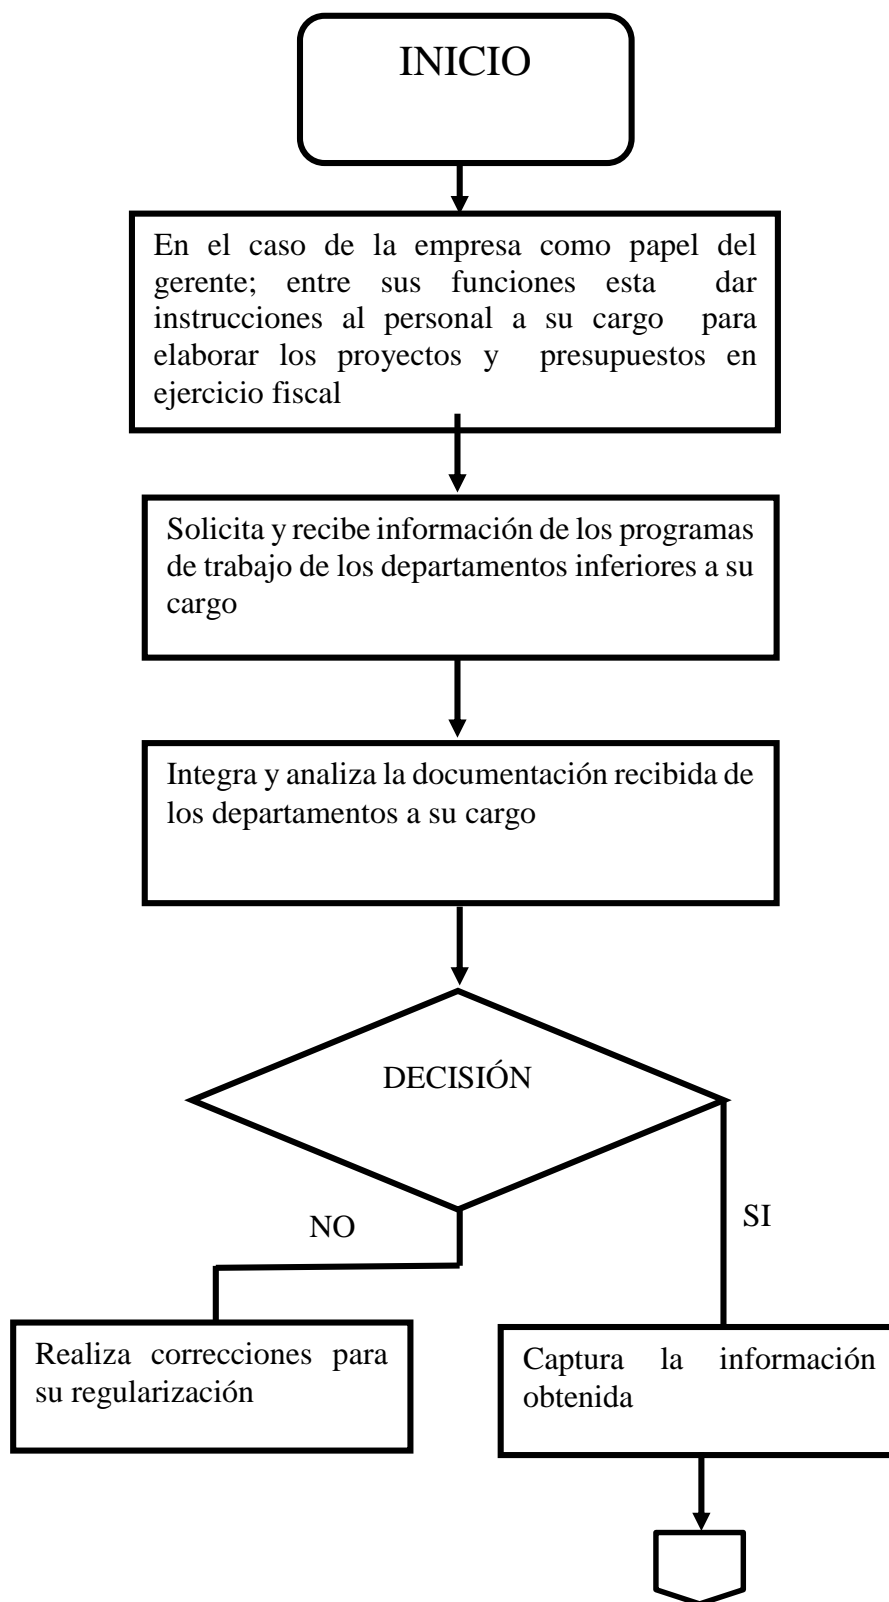 INICIO
En el caso de la empresa como papel del
gerente; entre sus funciones esta dar
instrucciones al personal a su cargo para
elaborar los proyectos y presupuestos en
ejercicio fiscal
Solicita y recibe información de los programas
de trabajo de los departamentos inferiores a su
cargo
Integra y analiza la documentación recibida de
los departamentos a su cargo
DECISIÓN
NO
SI
Realiza correcciones para
su regularización
Captura la información
obtenida